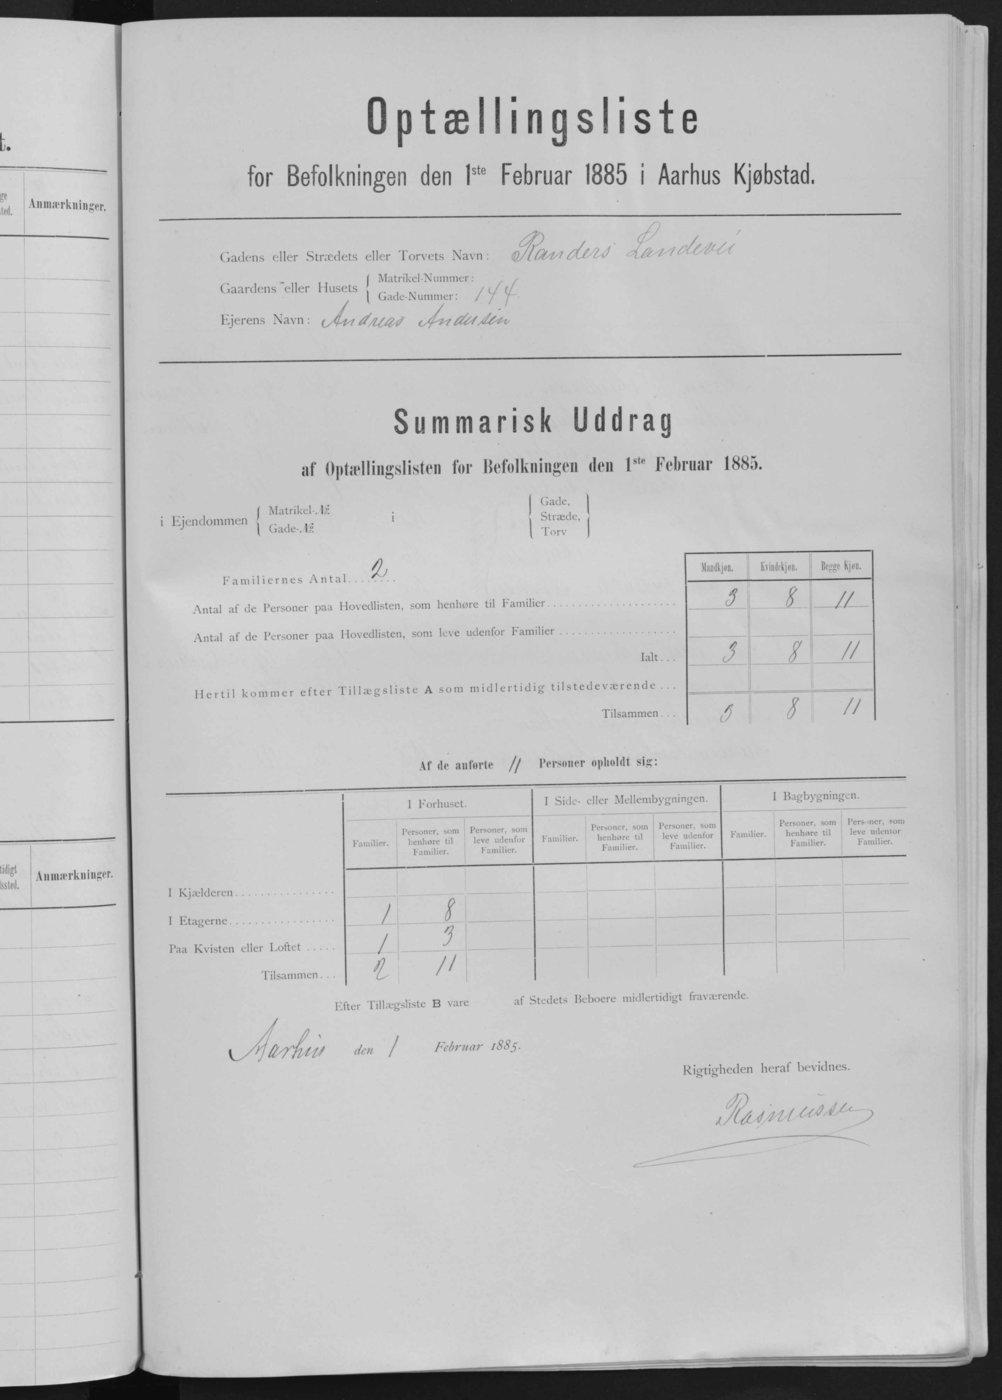 t.
Anmærkninger.
Anmærkninger.
Optællingsliste
for Befolkningen den 1ste Februar 1885 i Aarhus Kjøbstad.
Gadens eller Strædets eller Torvets Navn: Randers Landevei
Gaardens eller Husets
Matrikel-Nummer:
Gade-Nummer: 144
Ejerens Navn: Andreas Andersen
Summarisk Uddrag
af Optællingslisten for Befolkningen den 1ste Februar 1885.
i Ejendommen
Matrikel-№
Gade-№
i
Gade,
Stræde,
Torv
Mandkjøn. Kvindekjøn. Begge Kjøn.
Familiernes Antal 2
Antal af de Personer paa Hovedlisten, som henhøre til Familier 3 8 11
Antal af de Personer paa Hovedlisten, som leve udenfor Familier
Ialt 3 8 11
Hertil kommer efter Tillægsliste A som midlertidig tilstedeværende
Tilsammen 3 8 11
Af de anførte 11 Personer opholdt sig:
I Forhuset. I Side- eller Mellembygningen. I Bagbygningen.
Familier. Personer, som henhøre til Familier. Personer, som leve udenfor Familier. Familier. Personer, som henhøre til Familier. Personer, som leve udenfor Familier. Familier. Personer, som henhøre til Familier. Personer, som leve udenfor Familier.
I Kjælderen
I Etagerne 1 8
Paa Kvisten eller Loftet 1 3
Tilsammen 2 11
Efter Tillægsliste B vare af Stedets Beboere midlertidigt fraværende.
Aarhus den 1 Februar 1885.
Rigtigheden heraf bevidnes.
Rasmussen